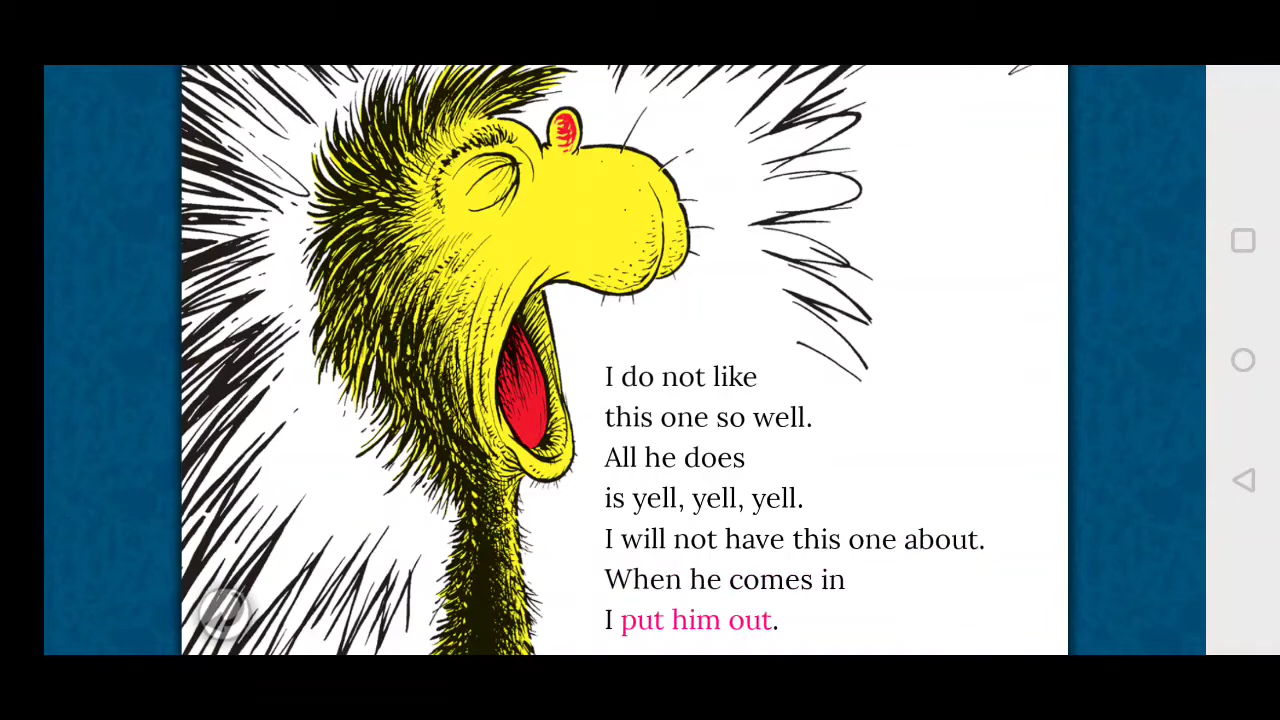 I do not like
this one so well.
All he does
is yell, yell, yell.
I will not have this one about.
When he comes in
I put him out.